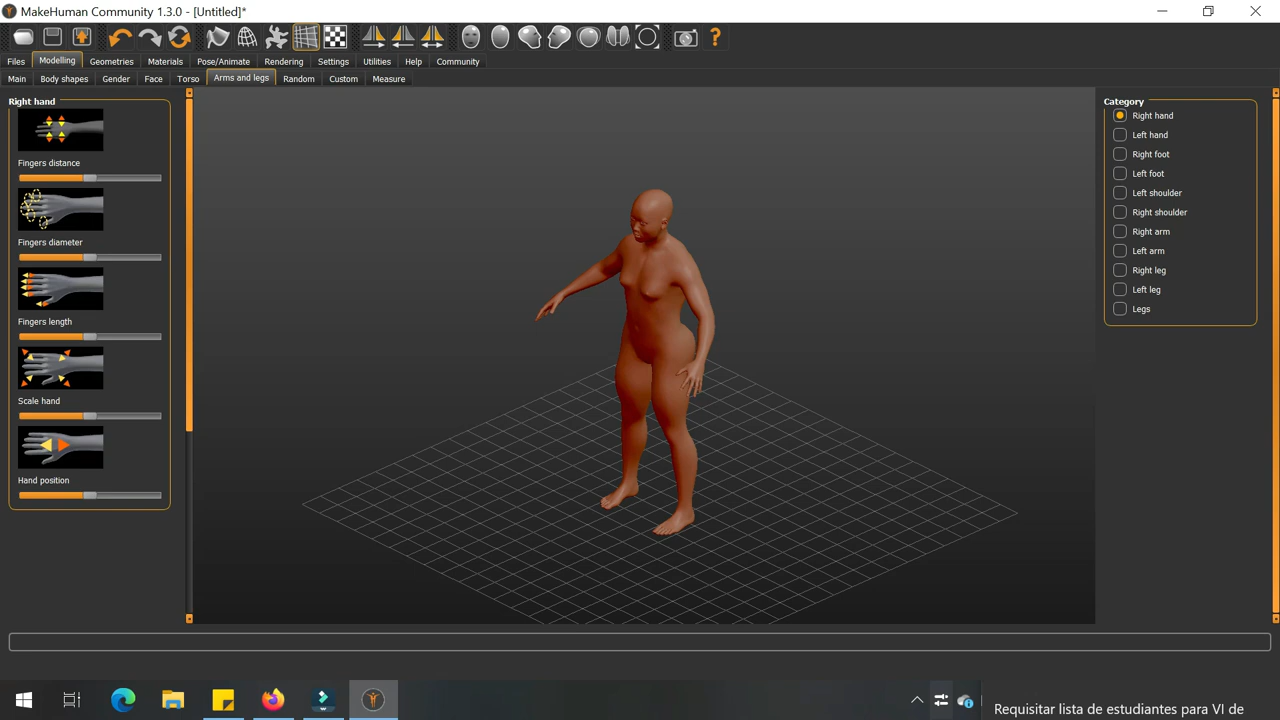 MakeHuman Community 1.3.0 - [Untitled]*
Files Modelling Geometries Materials Pose/Animate Rendering Settings Utilities Help Community
Main Body shapes Gender Face Torso Arms and legs Random Custom Measure
Right hand
Fingers distance
Fingers diameter
Fingers length
Scale hand
Hand position
Category
Right hand
Left hand
Right foot
Left foot
Left shoulder
Right shoulder
Right arm
Left arm
Right leg
Left leg
Legs
Requisitar lista de estudiantes para VI de